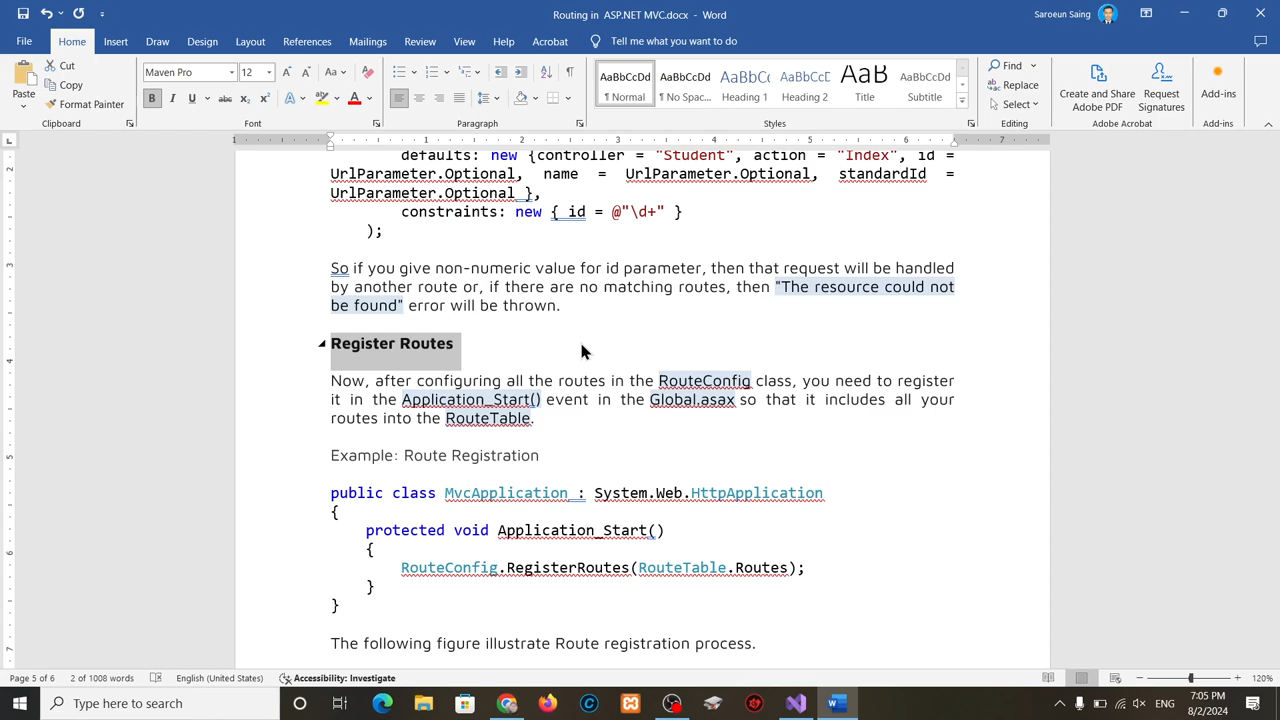 Routing in ASP.NET MVC.docx - Word
Saroeun Saing
File Home Insert Draw Design Layout References Mailings Review View Help Acrobat Tell me what you want to do
Paste
Cut
Copy
Format Painter
Clipboard
Maven Pro 12
Font
Paragraph
AaBbCcDd AaBbCcDd AaBbCc AaBbCcD AaB AaBbCcDd
¶ Normal ¶ No Spac... Heading 1 Heading 2 Title Subtitle
Styles
Find
Replace
Select
Editing
Create and Share Adobe PDF
Request Signatures
Adobe Acrobat
Add-ins
Add-ins
defaults: new {controller = "Student", action = "Index", id =
UrlParameter.Optional, name = UrlParameter.Optional, standardId =
UrlParameter.Optional },
constraints: new { id = @"\d+" }
);
So if you give non-numeric value for id parameter, then that request will be handled
by another route or, if there are no matching routes, then "The resource could not
be found" error will be thrown.
Register Routes
Now, after configuring all the routes in the RouteConfig class, you need to register
it in the Application_Start() event in the Global.asax so that it includes all your
routes into the RouteTable.
Example: Route Registration
public class MvcApplication : System.Web.HttpApplication
{
protected void Application_Start()
{
RouteConfig.RegisterRoutes(RouteTable.Routes);
}
}
The following figure illustrate Route registration process.
Page 5 of 6 2 of 1008 words English (United States) Accessibility: Investigate 120%
Type here to search
ENG
7:05 PM
8/2/2024